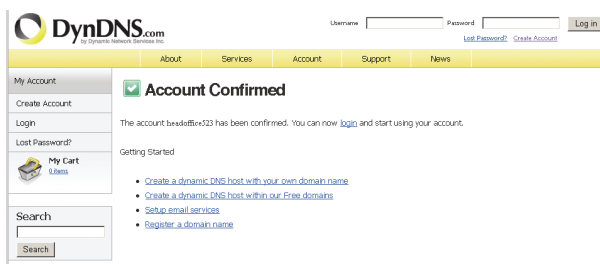 DynDNS.com
by Dynamic Network Services Inc.
Username
Password
Log in
Lost Password? Create Account
About Services Account Support News
My Account
Create Account
Login
Lost Password?
My Cart
0 items
Search
Search
Account Confirmed
The account headoffice523 has been confirmed. You can now login and start using your account.
Getting Started
Create a dynamic DNS host with your own domain name
Create a dynamic DNS host within our Free domains
Setup email services
Register a domain name